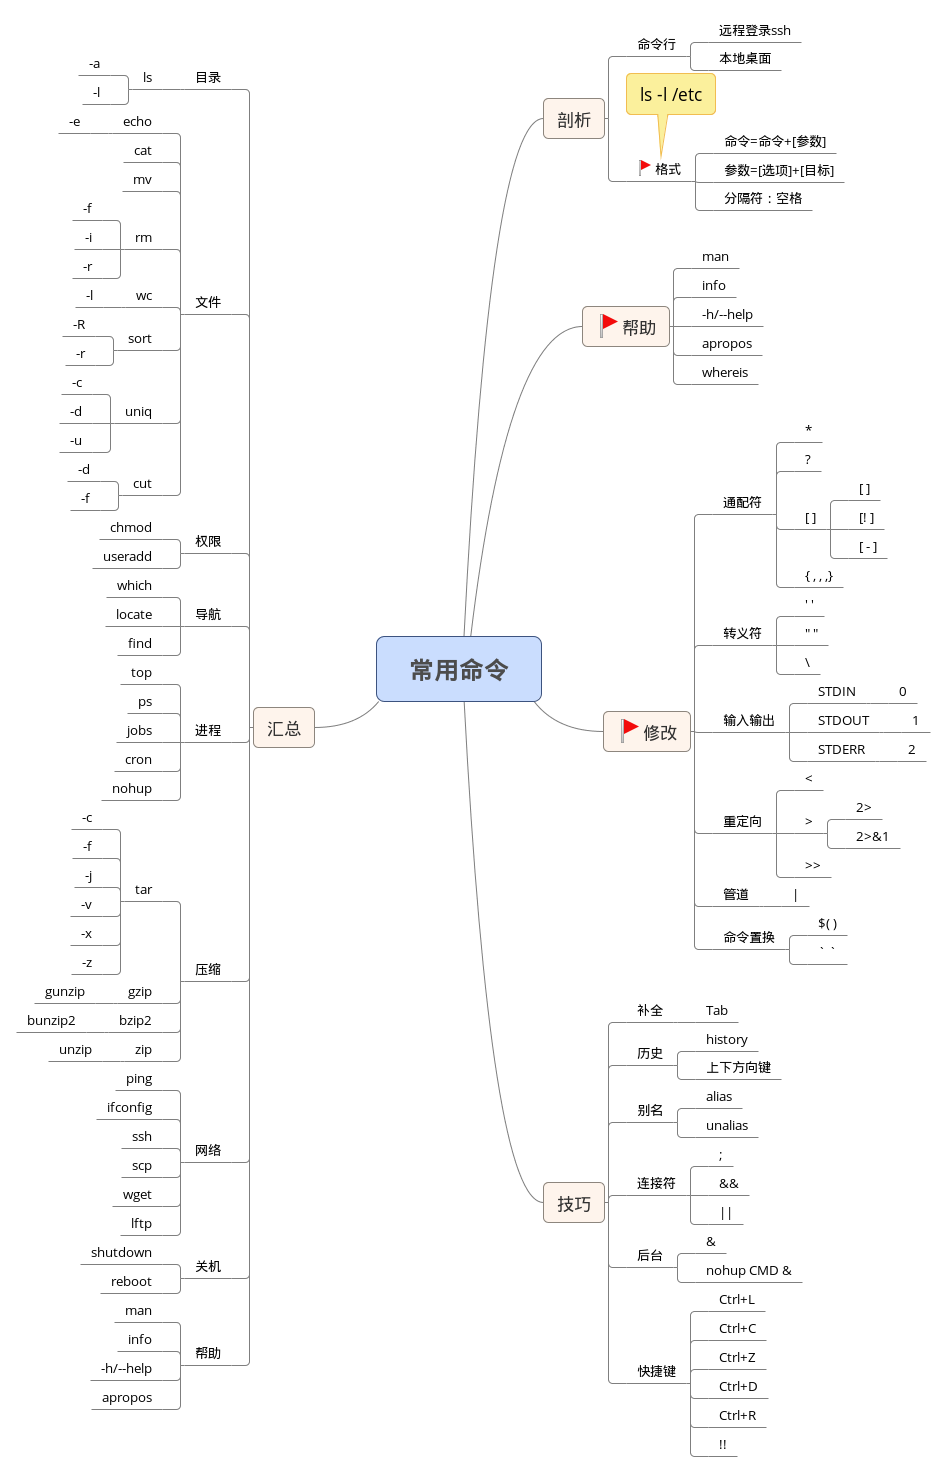 常用命令
剖析
命令行
远程登录ssh
本地桌面
ls -l /etc
格式
命令=命令+[参数]
参数=[选项]+[目标]
分隔符：空格
帮助
man
info
-h/--help
apropos
whereis
修改
通配符
*
?
[ ]
[ ]
[! ]
[ - ]
{ , , ,}
转义符
' '
" "
\
输入输出
STDIN 0
STDOUT 1
STDERR 2
重定向
<
>
2>
2>&1
>>
管道 |
命令置换
$( )
` `
技巧
补全 Tab
历史
history
上下方向键
别名
alias
unalias
连接符
;
&&
||
后台
&
nohup CMD &
快捷键
Ctrl+L
Ctrl+C
Ctrl+Z
Ctrl+D
Ctrl+R
!!
汇总
目录
ls
-a
-l
文件
echo -e
cat
mv
rm
-f
-i
-r
wc -l
sort
-R
-r
uniq
-c
-d
-u
cut
-d
-f
权限
chmod
useradd
导航
which
locate
find
进程
top
ps
jobs
cron
nohup
压缩
tar
-c
-f
-j
-v
-x
-z
gzip gunzip
bzip2 bunzip2
zip unzip
网络
ping
ifconfig
ssh
scp
wget
lftp
关机
shutdown
reboot
帮助
man
info
-h/--help
apropos